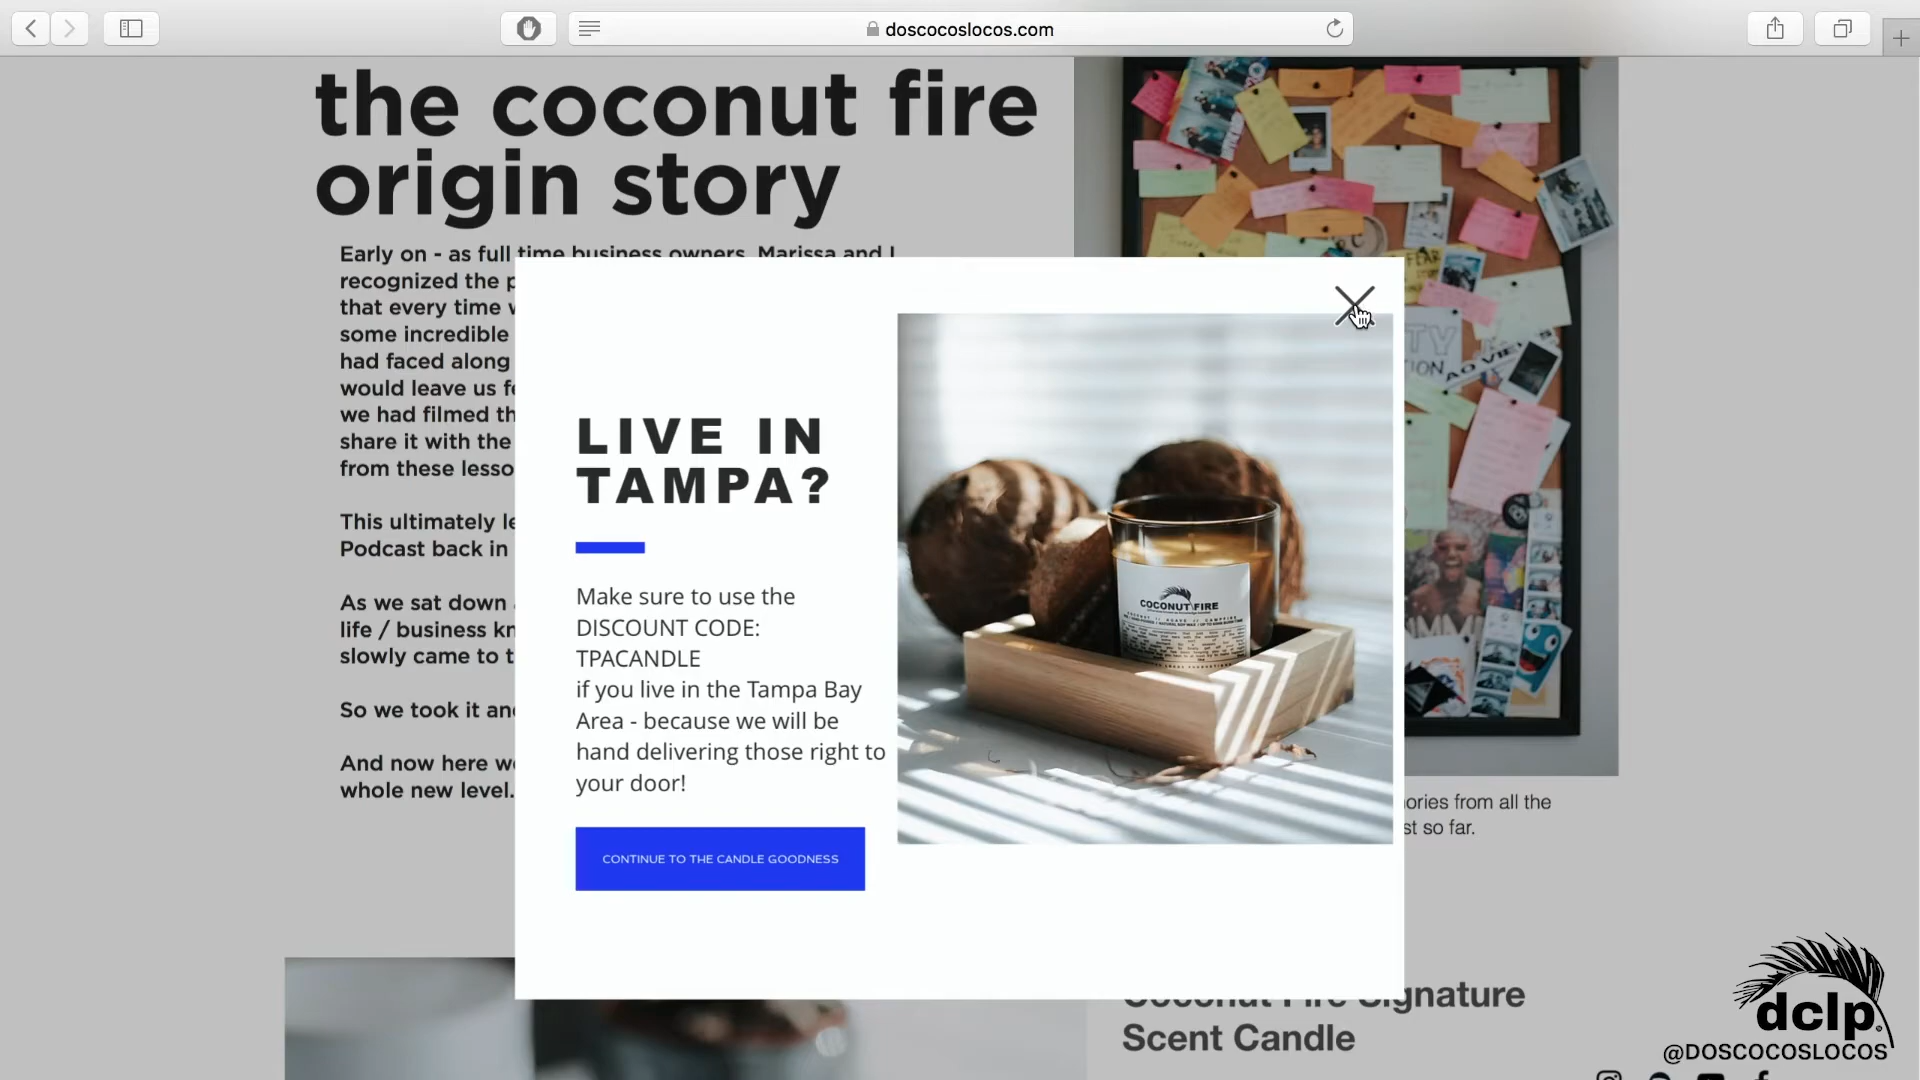 doscocoslocos.com
the coconut fire
origin story
Early on - as full time business owners, Marissa and I
recognized the p
that every time w
some incredible
had faced along
would leave us fe
we had filmed th
share it with the
from these lesso
This ultimately le
Podcast back in
As we sat down a
life / business kn
slowly came to t
So we took it and
And now here we
whole new level.
LIVE IN
TAMPA?
Make sure to use the
DISCOUNT CODE:
TPACANDLE
if you live in the Tampa Bay
Area - because we will be
hand delivering those right to
your door!
CONTINUE TO THE CANDLE GOODNESS
COCONUT FIRE
ories from all the
st so far.
Coconut Fire Signature
Scent Candle
dclp.
@DOSCOCOSLOCOS